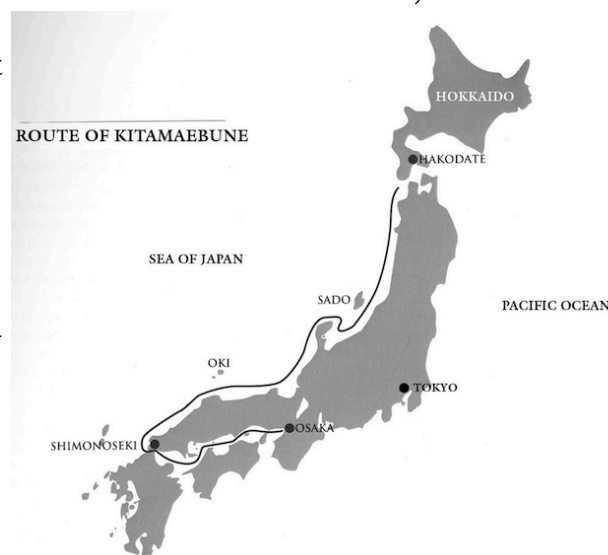 HOKKAIDO
ROUTE OF KITAMAEBUNE
HAKODATE
SEA OF JAPAN
SADO
PACIFIC OCEAN
OKI
TOKYO
OSAKA
SHIMONOSEKI